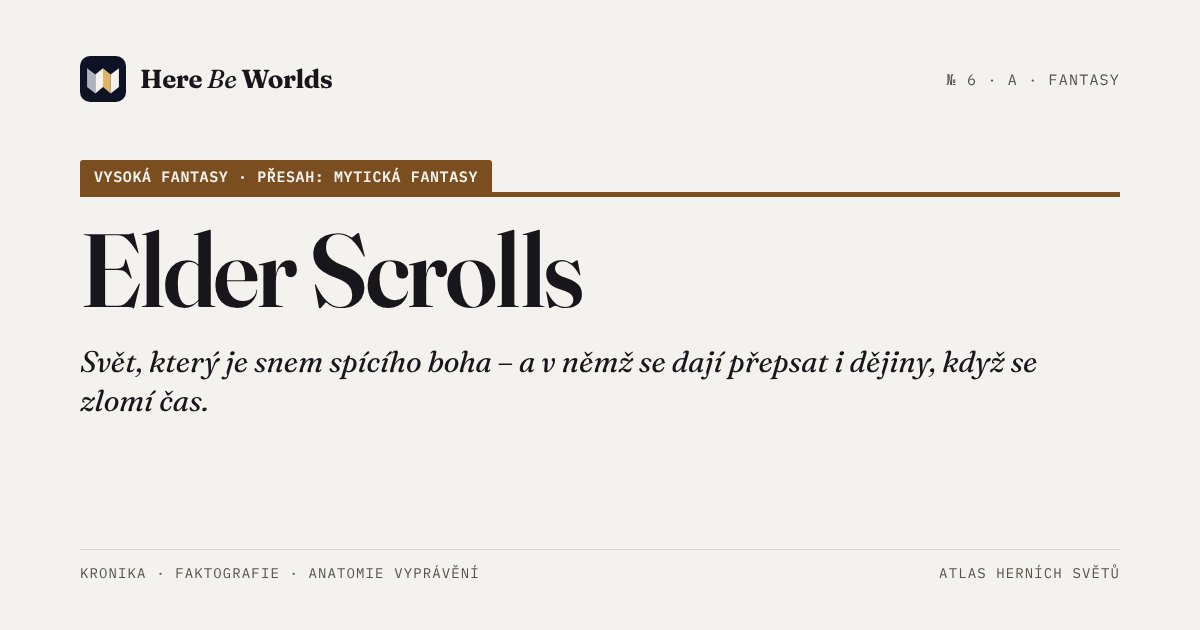 Here Be Worlds
№ 6 · A · FANTASY
VYSOKÁ FANTASY · PŘESAH: MYTICKÁ FANTASY
Elder Scrolls
Svět, který je snem spícího boha – a v němž se dají přepsat i dějiny, když se
zlomí čas.
KRONIKA · FAKTOGRAFIE · ANATOMIE VYPRÁVĚNÍ
ATLAS HERNÍCH SVĚTŮ